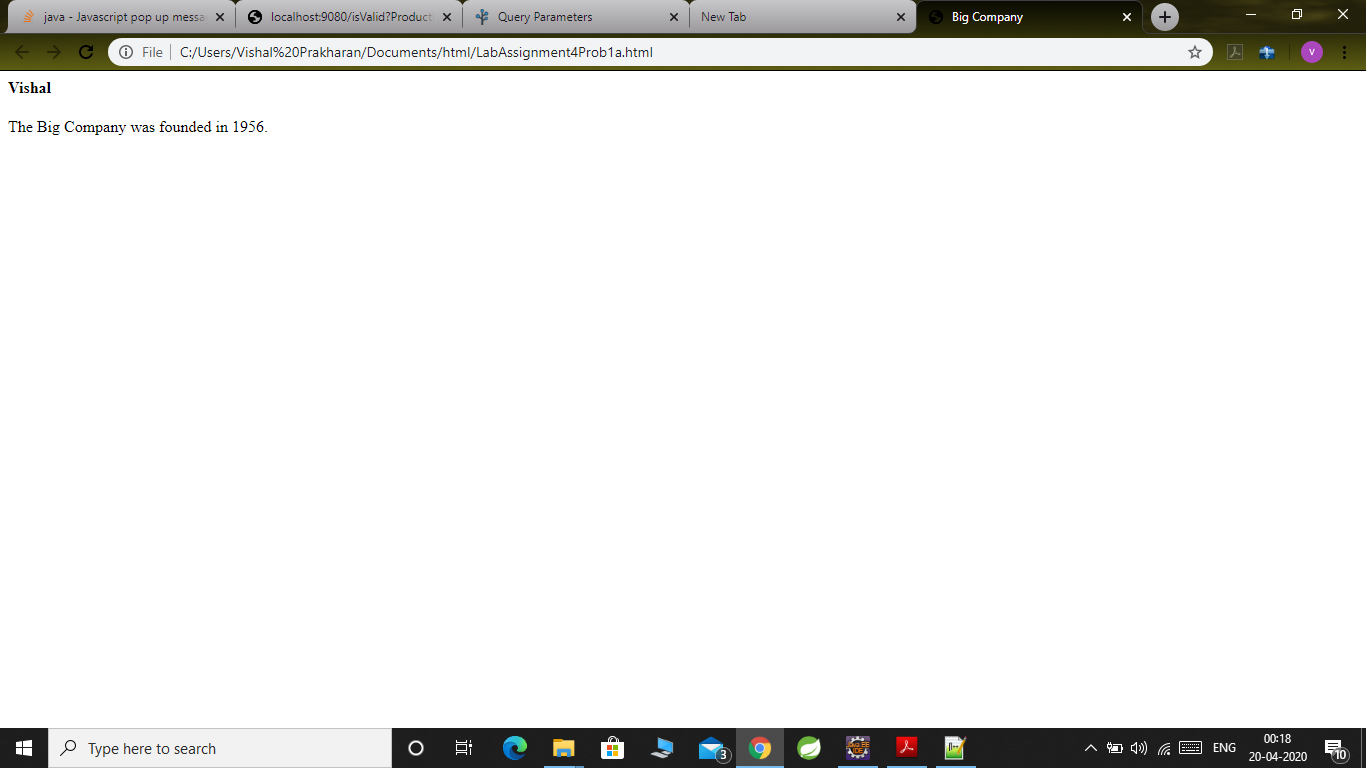 java - Javascript pop up messa
localhost:9080/isValid?Product
Query Parameters
New Tab
Big Company
File
C:/Users/Vishal%20Prakharan/Documents/html/LabAssignment4Prob1a.html
V
Vishal
The Big Company was founded in 1956.
Type here to search
3
ENG
00:18
20-04-2020
10